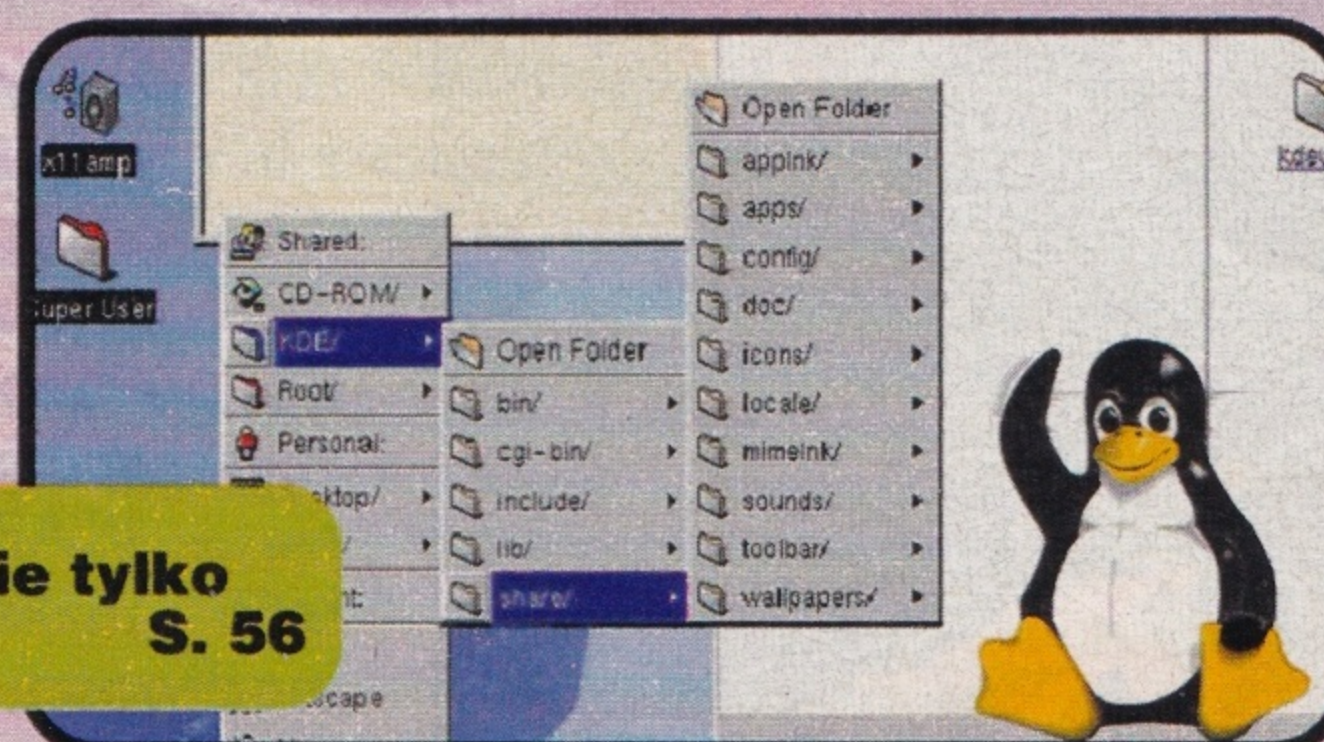 x11amp
Super User
Shared:
CD-ROM/
KDE/
Root/
Personal:
Open Folder
bin/
cgi-bin/
include/
lib/
share/
Open Folder
applnk/
apps/
config/
doc/
icons/
locale/
mimelnk/
sounds/
toolbar/
wallpapers/
ie tylko
S. 56